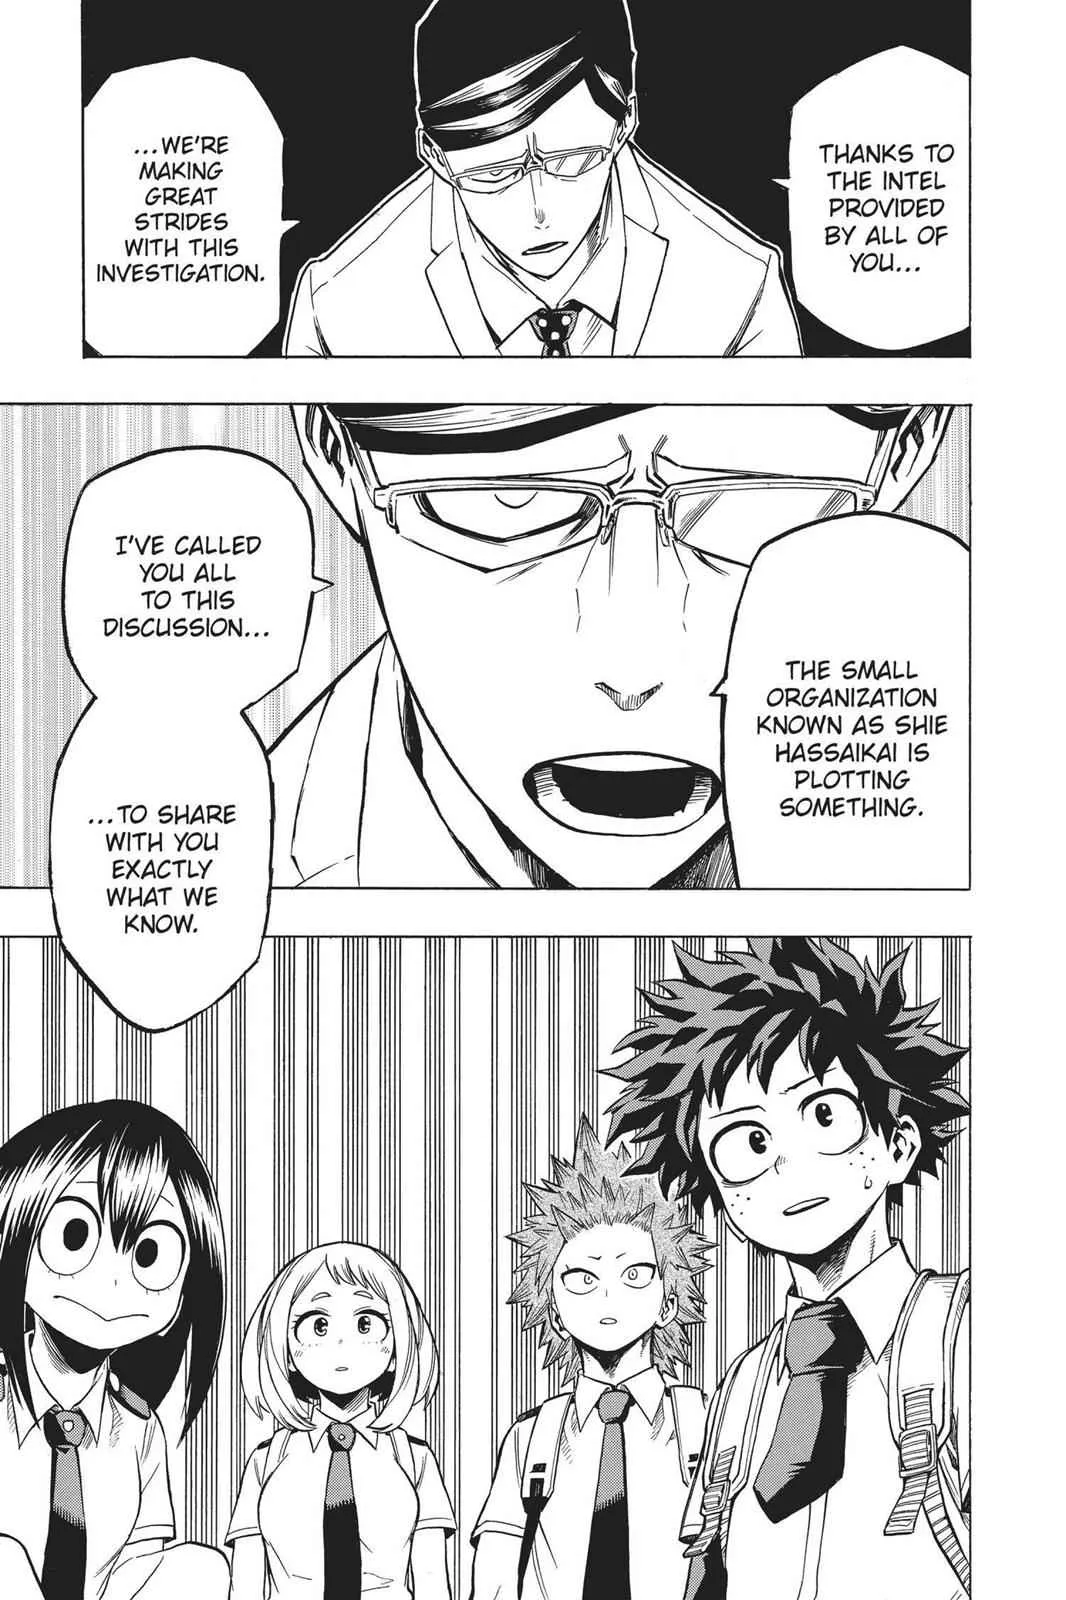 THANKS TO
THE INTEL
PROVIDED
BY ALL OF
YOU...
...WE'RE
MAKING
GREAT
STRIDES
WITH THIS
INVESTIGATION.
THE SMALL
ORGANIZATION
KNOWN AS SHIE
HASSAIKAI IS
PLOTTING
SOMETHING.
I'VE CALLED
YOU ALL
TO THIS
DISCUSSION...
...TO SHARE
WITH YOU
EXACTLY
WHAT WE
KNOW.